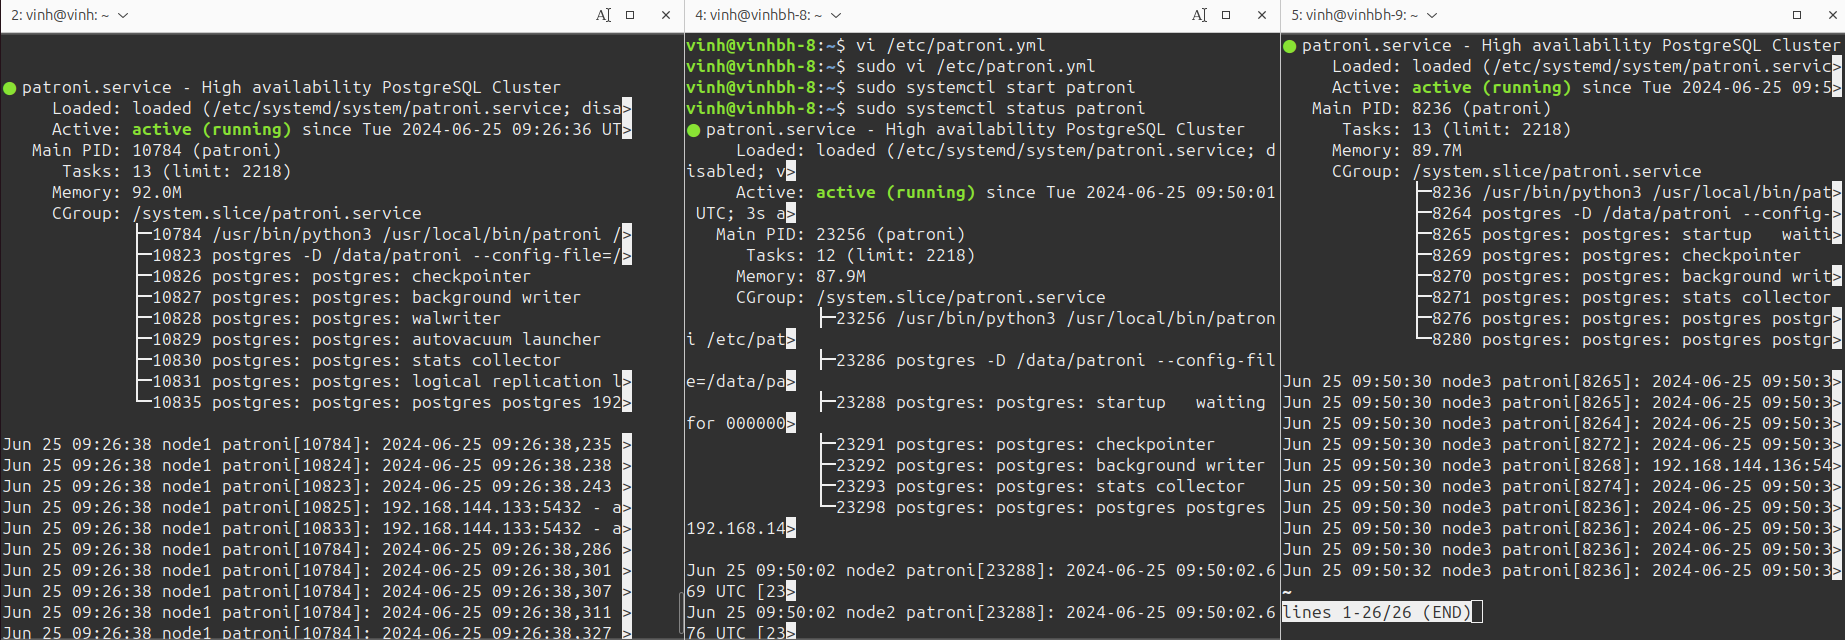 2: vinh@vinh: ~
patroni.service - High availability PostgreSQL Cluster
Loaded: loaded (/etc/systemd/system/patroni.service; disa>
Active: active (running) since Tue 2024-06-25 09:26:36 UT>
Main PID: 10784 (patroni)
Tasks: 13 (limit: 2218)
Memory: 92.0M
CGroup: /system.slice/patroni.service
├─10784 /usr/bin/python3 /usr/local/bin/patroni />
├─10823 postgres -D /data/patroni --config-file=/>
├─10826 postgres: postgres: checkpointer
├─10827 postgres: postgres: background writer
├─10828 postgres: postgres: walwriter
├─10829 postgres: postgres: autovacuum launcher
├─10830 postgres: postgres: stats collector
├─10831 postgres: postgres: logical replication l>
└─10835 postgres: postgres: postgres postgres 192>
Jun 25 09:26:38 node1 patroni[10784]: 2024-06-25 09:26:38,235 >
Jun 25 09:26:38 node1 patroni[10824]: 2024-06-25 09:26:38.238 >
Jun 25 09:26:38 node1 patroni[10823]: 2024-06-25 09:26:38.243 >
Jun 25 09:26:38 node1 patroni[10825]: 192.168.144.133:5432 - a>
Jun 25 09:26:38 node1 patroni[10833]: 192.168.144.133:5432 - a>
Jun 25 09:26:38 node1 patroni[10784]: 2024-06-25 09:26:38,286 >
Jun 25 09:26:38 node1 patroni[10784]: 2024-06-25 09:26:38,301 >
Jun 25 09:26:38 node1 patroni[10784]: 2024-06-25 09:26:38,307 >
Jun 25 09:26:38 node1 patroni[10784]: 2024-06-25 09:26:38,311 >
Jun 25 09:26:38 node1 patroni[10784]: 2024-06-25 09:26:38,327 >
4: vinh@vinhbh-8: ~
vinh@vinhbh-8:~$ vi /etc/patroni.yml
vinh@vinhbh-8:~$ sudo vi /etc/patroni.yml
vinh@vinhbh-8:~$ sudo systemctl start patroni
vinh@vinhbh-8:~$ sudo systemctl status patroni
patroni.service - High availability PostgreSQL Cluster
Loaded: loaded (/etc/systemd/system/patroni.service; d
isabled; v>
Active: active (running) since Tue 2024-06-25 09:50:01
UTC; 3s a>
Main PID: 23256 (patroni)
Tasks: 12 (limit: 2218)
Memory: 87.9M
CGroup: /system.slice/patroni.service
├─23256 /usr/bin/python3 /usr/local/bin/patron
i /etc/pat>
├─23286 postgres -D /data/patroni --config-fil
e=/data/pa>
├─23288 postgres: postgres: startup   waiting
for 000000>
├─23291 postgres: postgres: checkpointer
├─23292 postgres: postgres: background writer
├─23293 postgres: postgres: stats collector
└─23298 postgres: postgres: postgres postgres
192.168.14>
Jun 25 09:50:02 node2 patroni[23288]: 2024-06-25 09:50:02.6
69 UTC [23>
Jun 25 09:50:02 node2 patroni[23288]: 2024-06-25 09:50:02.6
76 UTC [23>
5: vinh@vinhbh-9: ~
patroni.service - High availability PostgreSQL Cluster
Loaded: loaded (/etc/systemd/system/patroni.servic>
Active: active (running) since Tue 2024-06-25 09:5>
Main PID: 8236 (patroni)
Tasks: 13 (limit: 2218)
Memory: 89.7M
CGroup: /system.slice/patroni.service
├─8236 /usr/bin/python3 /usr/local/bin/pat>
├─8264 postgres -D /data/patroni --config->
├─8265 postgres: postgres: startup   waiti>
├─8269 postgres: postgres: checkpointer
├─8270 postgres: postgres: background writ>
├─8271 postgres: postgres: stats collector
├─8276 postgres: postgres: postgres postgr>
└─8280 postgres: postgres: postgres postgr>
Jun 25 09:50:30 node3 patroni[8265]: 2024-06-25 09:50:3>
Jun 25 09:50:30 node3 patroni[8265]: 2024-06-25 09:50:3>
Jun 25 09:50:30 node3 patroni[8264]: 2024-06-25 09:50:3>
Jun 25 09:50:30 node3 patroni[8272]: 2024-06-25 09:50:3>
Jun 25 09:50:30 node3 patroni[8268]: 192.168.144.136:54>
Jun 25 09:50:30 node3 patroni[8274]: 2024-06-25 09:50:3>
Jun 25 09:50:30 node3 patroni[8236]: 2024-06-25 09:50:3>
Jun 25 09:50:30 node3 patroni[8236]: 2024-06-25 09:50:3>
Jun 25 09:50:30 node3 patroni[8236]: 2024-06-25 09:50:3>
Jun 25 09:50:32 node3 patroni[8236]: 2024-06-25 09:50:3>
~
lines 1-26/26 (END)